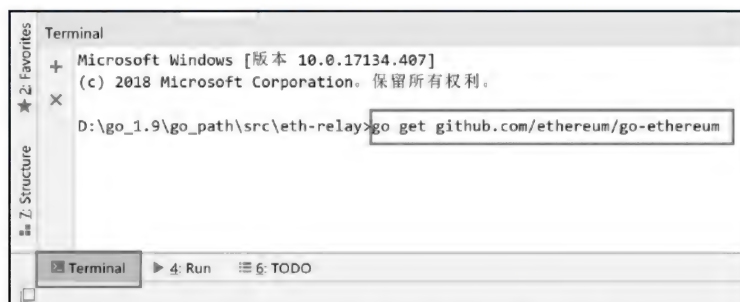 Terminal
2: Favorites
Microsoft Windows [版本 10.0.17134.407]
(c) 2018 Microsoft Corporation。保留所有权利。
D:\go_1.9\go_path\src\eth-relay>go get github.com/ethereum/go-ethereum
Z: Structure
Terminal 4: Run 6: TODO